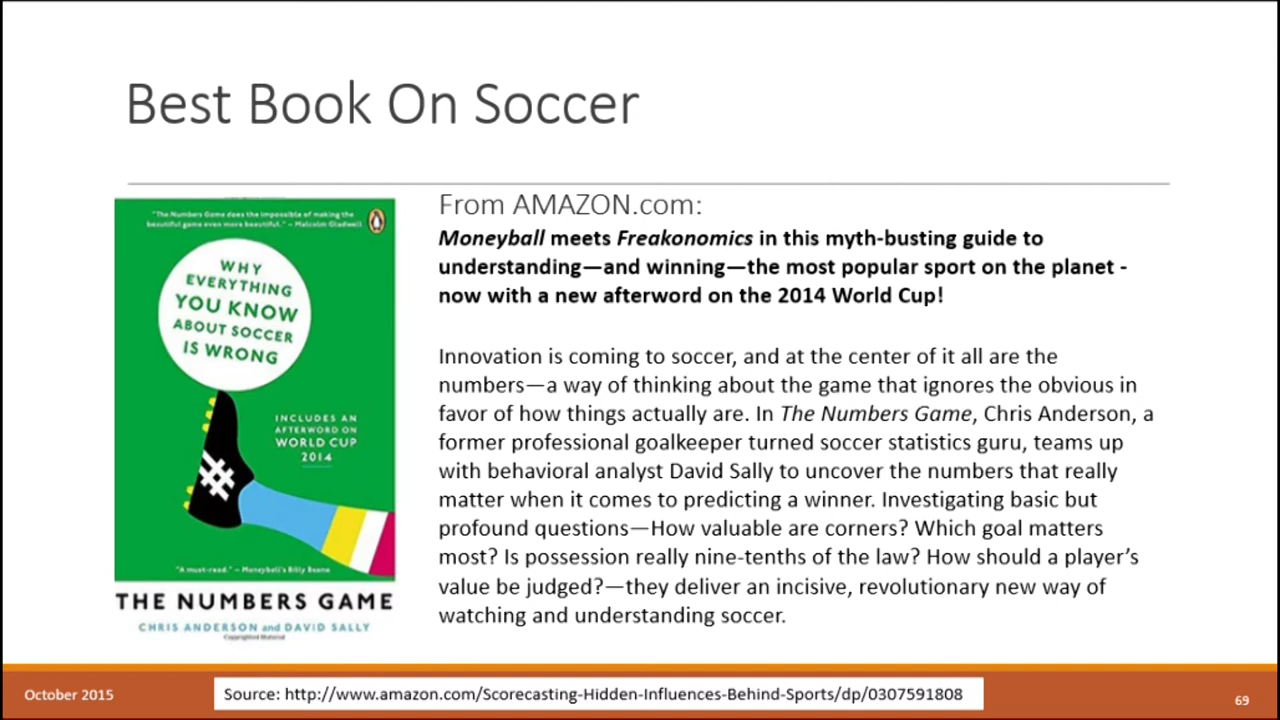 Best Book On Soccer
"The Numbers Game does the impossible of making the
beautiful game even more beautiful." – Malcolm Gladwell
WHY
EVERYTHING
YOU KNOW
ABOUT SOCCER
IS WRONG
INCLUDES AN
AFTERWORD ON
WORLD CUP
2014
#
"A must-read." – Moneyball's Billy Beane
THE NUMBERS GAME
CHRIS ANDERSON and DAVID SALLY
Copyrighted Material
From AMAZON.com:
Moneyball meets Freakonomics in this myth-busting guide to
understanding—and winning—the most popular sport on the planet -
now with a new afterword on the 2014 World Cup!
Innovation is coming to soccer, and at the center of it all are the
numbers—a way of thinking about the game that ignores the obvious in
favor of how things actually are. In The Numbers Game, Chris Anderson, a
former professional goalkeeper turned soccer statistics guru, teams up
with behavioral analyst David Sally to uncover the numbers that really
matter when it comes to predicting a winner. Investigating basic but
profound questions—How valuable are corners? Which goal matters
most? Is possession really nine-tenths of the law? How should a player's
value be judged?—they deliver an incisive, revolutionary new way of
watching and understanding soccer.
October 2015
Source: http://www.amazon.com/Scorecasting-Hidden-Influences-Behind-Sports/dp/0307591808
69